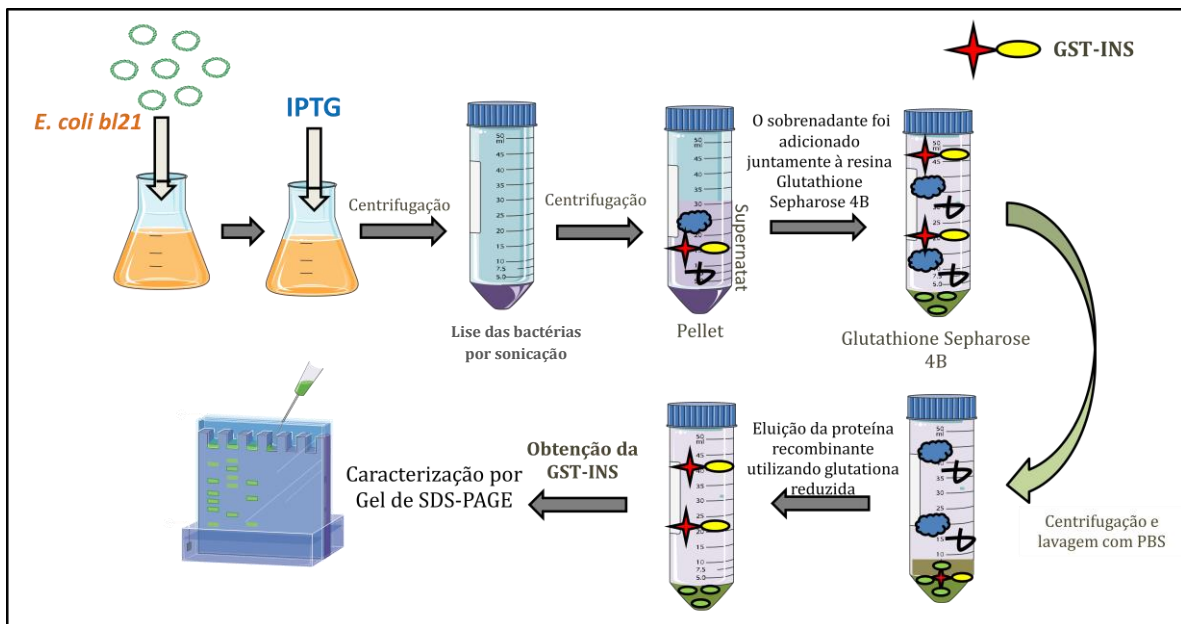 GST-INS
E. coli bl21
IPTG
Centrifugação
Lise das bactérias
por sonicação
Centrifugação
Supernatat
Pellet
O sobrenadante foi
adicionado
juntamente à resina
Glutathione
Sepharose 4B
Glutathione Sepharose
4B
Centrifugação e
lavagem com PBS
Eluição da proteína
recombinante
utilizando glutationa
reduzida
Obtenção da
GST-INS
Caracterização por
Gel de SDS-PAGE